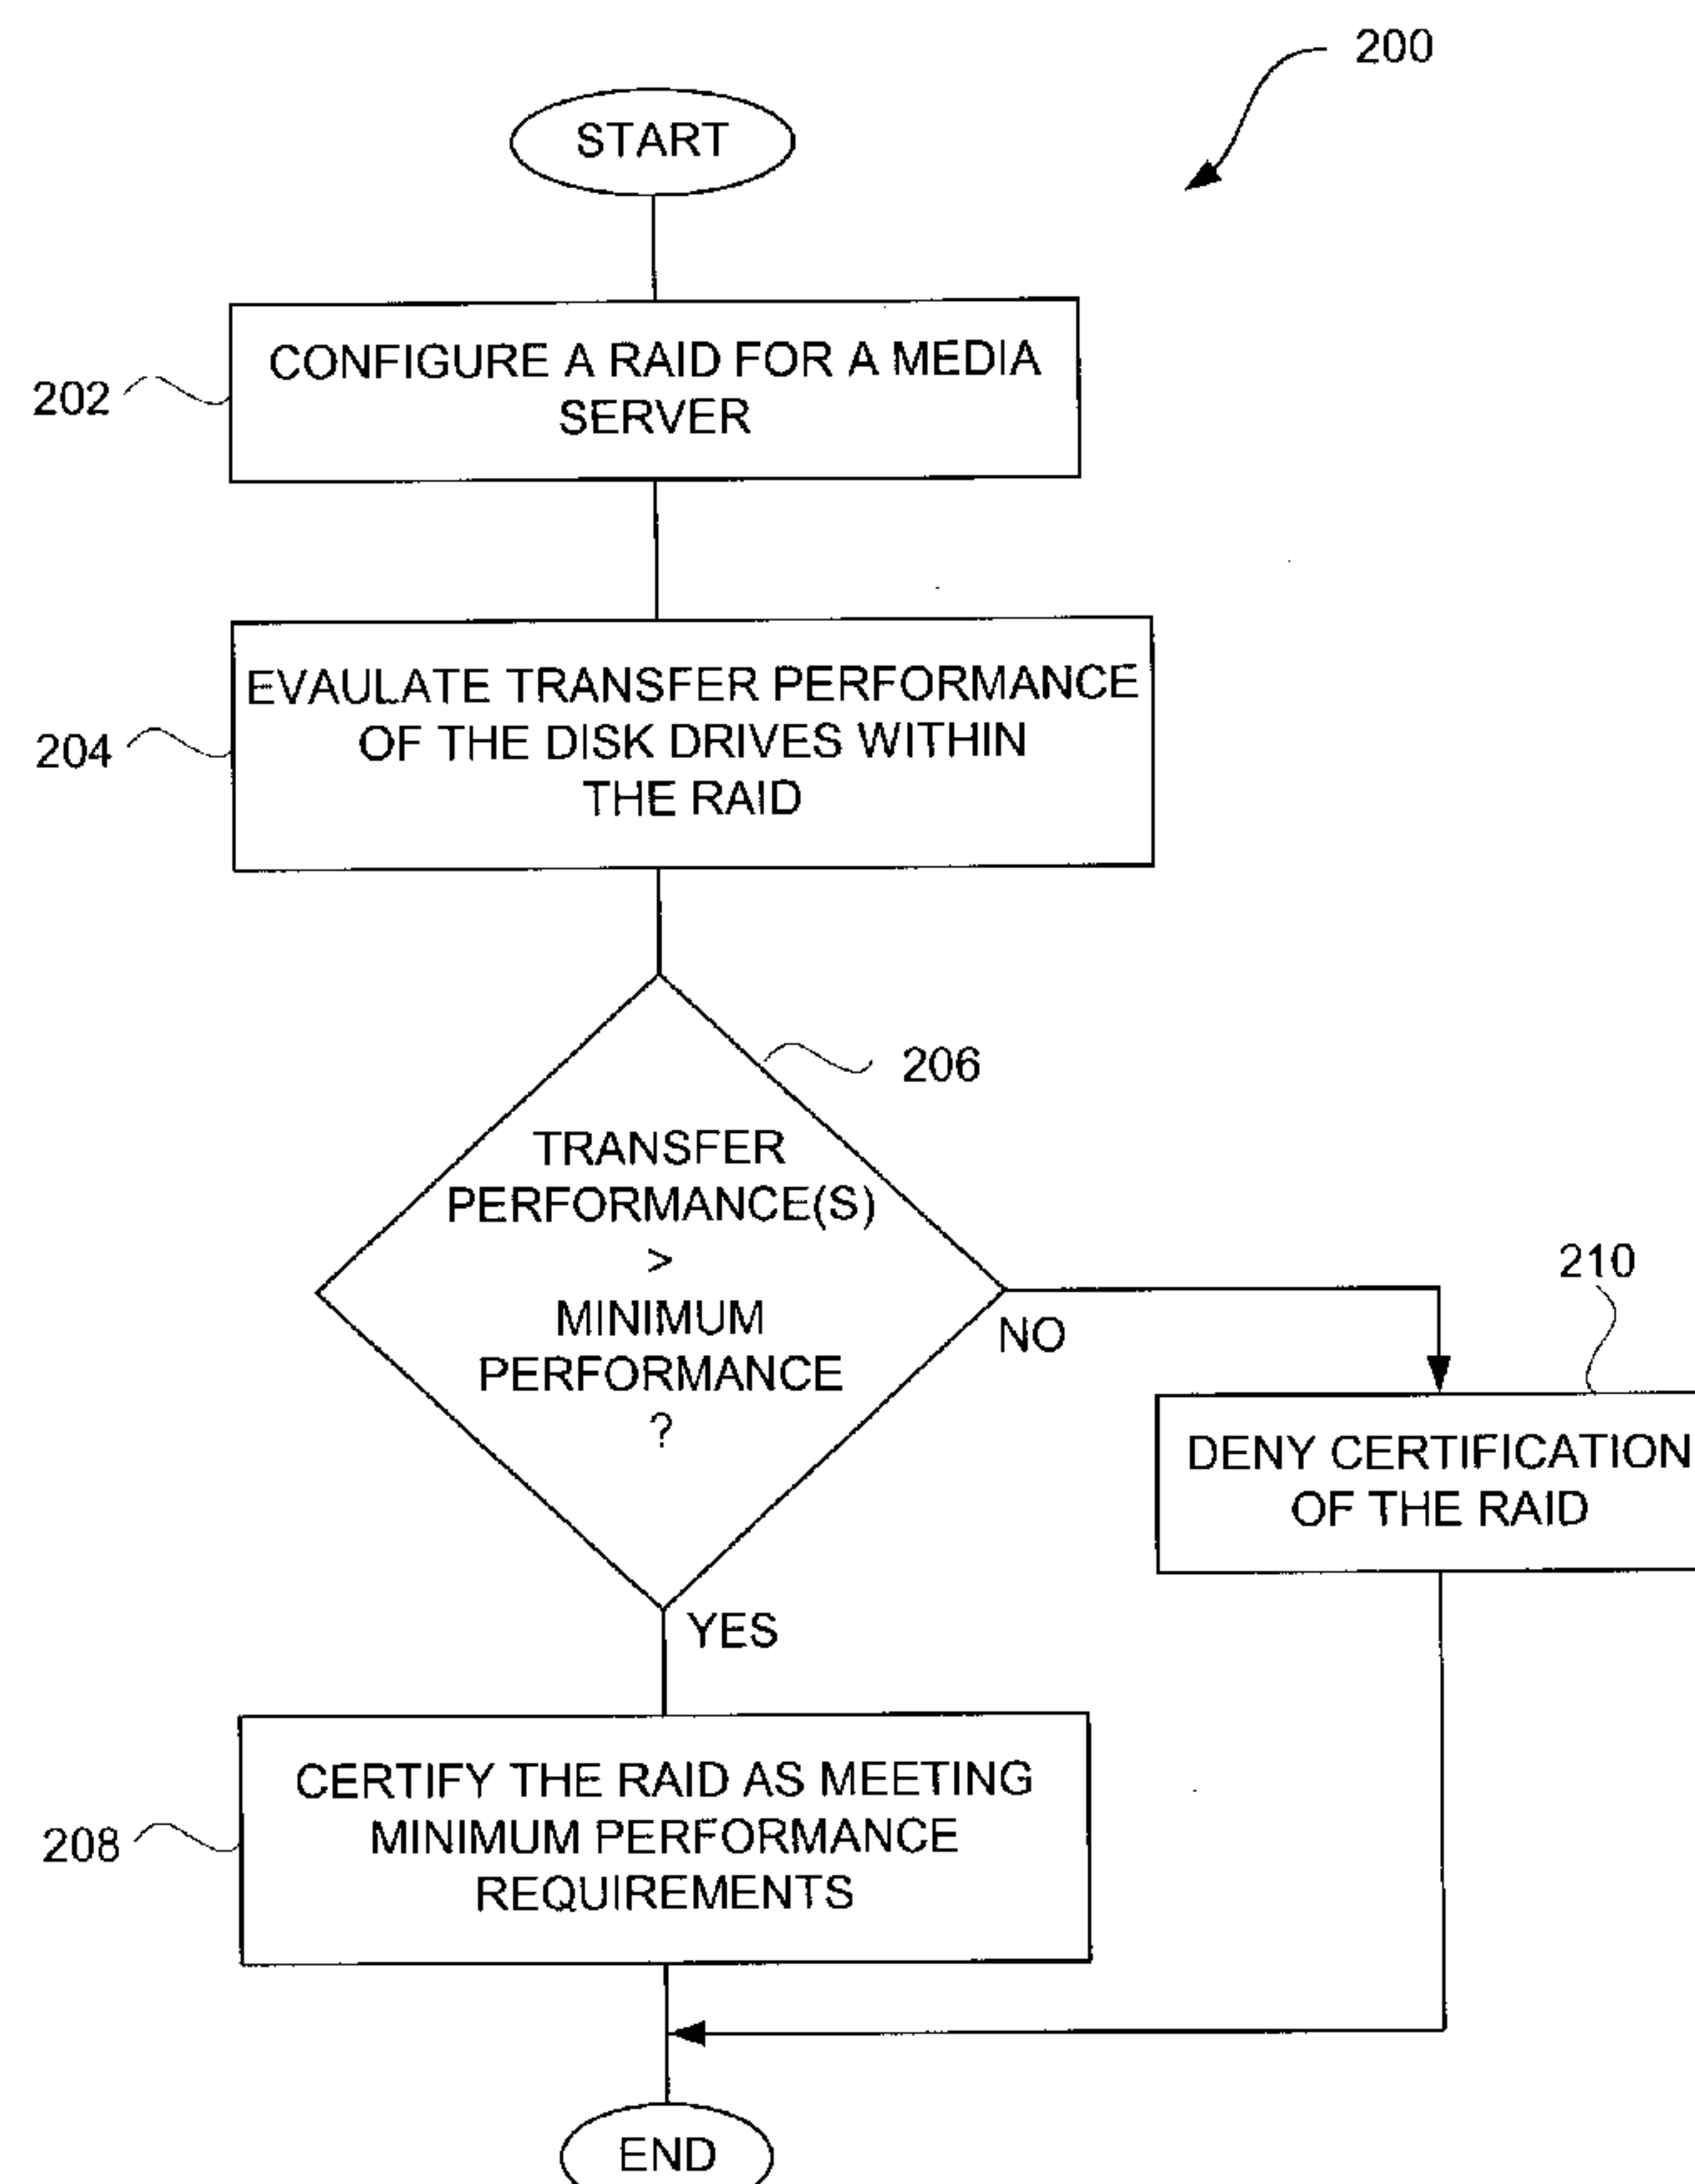 200
START
CONFIGURE A RAID FOR A MEDIA
SERVER
202
EVAULATE TRANSFER PERFORMANCE
OF THE DISK DRIVES WITHIN
THE RAID
204
206
TRANSFER
PERFORMANCE(S)
>
MINIMUM
PERFORMANCE
?
NO
210
DENY CERTIFICATION
OF THE RAID
YES
CERTIFY THE RAID AS MEETING
MINIMUM PERFORMANCE
REQUIREMENTS
208
END